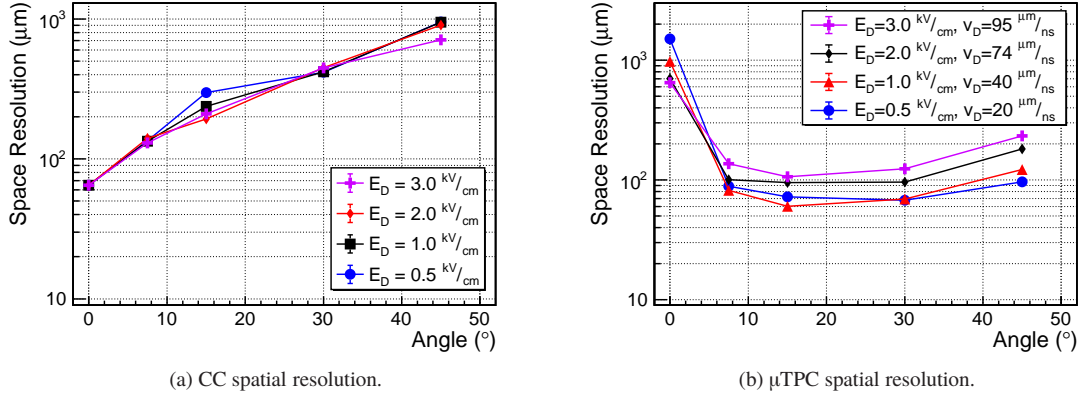 Space Resolution (μm)
10³
10²
10
0 10 20 30 40 50
Angle (°)
E_D = 3.0 kV/cm
E_D = 2.0 kV/cm
E_D = 1.0 kV/cm
E_D = 0.5 kV/cm
(a) CC spatial resolution.
Space Resolution (μm)
10³
10²
10
0 10 20 30 40 50
Angle (°)
E_D=3.0 kV/cm, v_D=95 μm/ns
E_D=2.0 kV/cm, v_D=74 μm/ns
E_D=1.0 kV/cm, v_D=40 μm/ns
E_D=0.5 kV/cm, v_D=20 μm/ns
(b) μTPC spatial resolution.